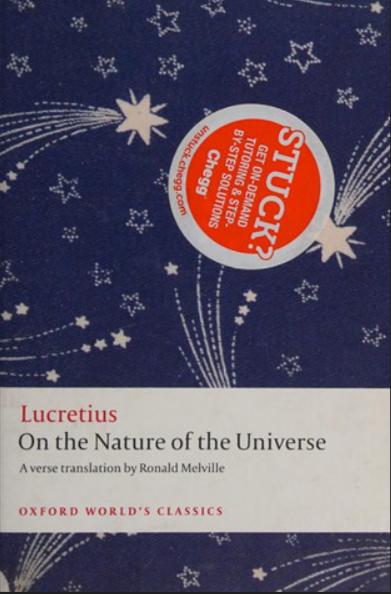 STUCK?
GET ON-DEMAND
TUTORING & STEP-
BY-STEP SOLUTIONS
Chegg
unstuck.chegg.com
Lucretius
On the Nature of the Universe
A verse translation by Ronald Melville
OXFORD WORLD'S CLASSICS